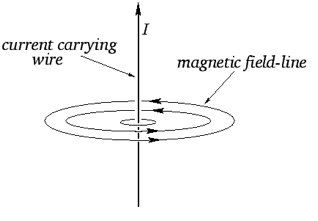 I
current carrying
wire
magnetic field-line